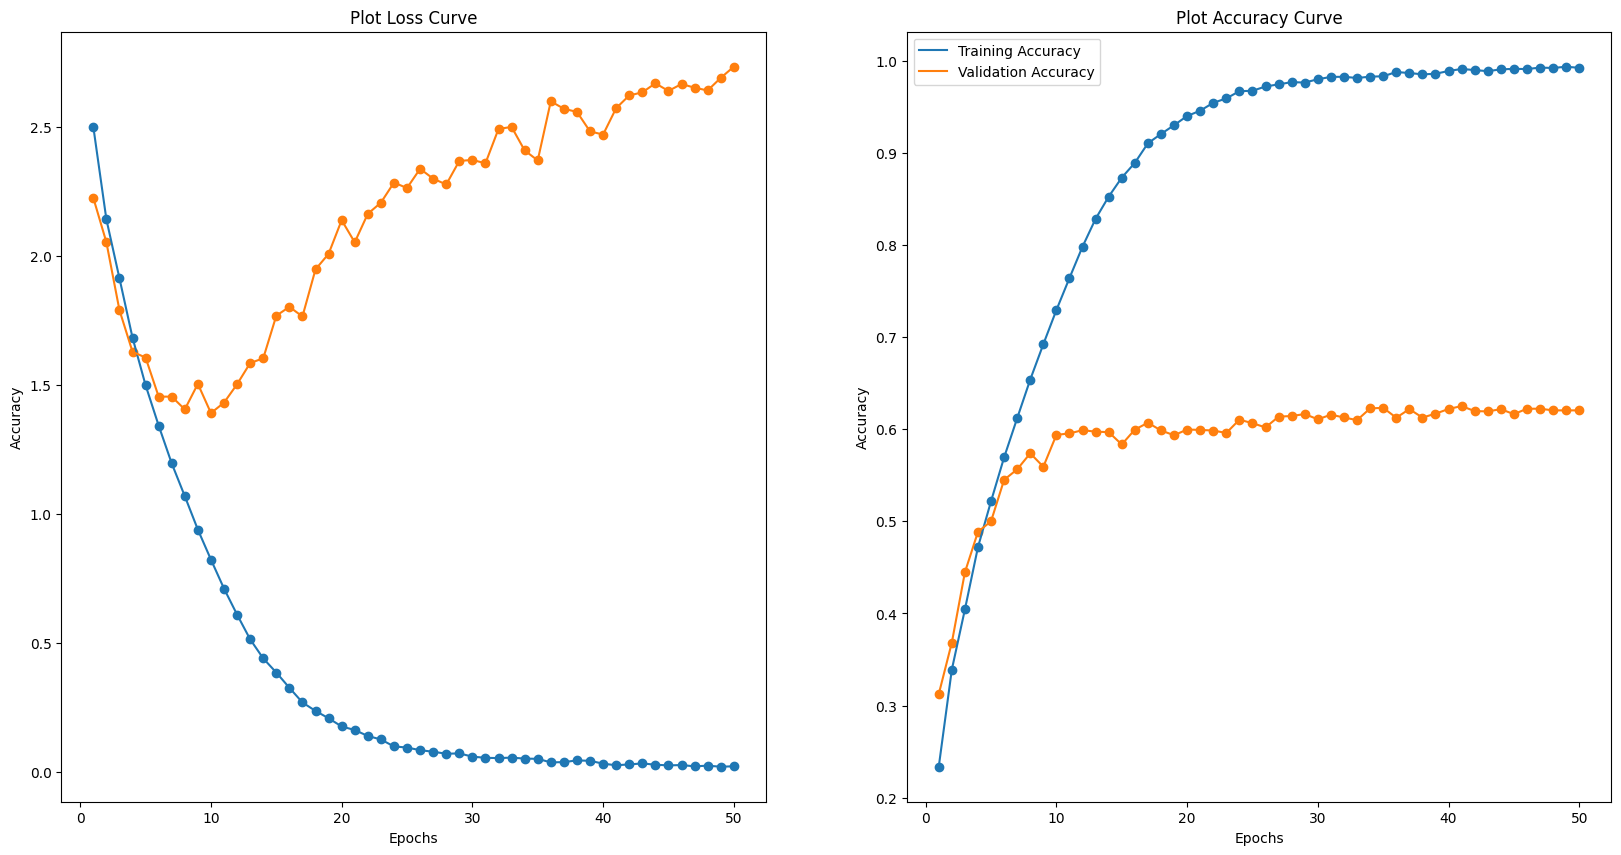 Plot Loss Curve
Accuracy
2.5
2.0
1.5
1.0
0.5
0.0
0 10 20 30 40 50
Epochs
Plot Accuracy Curve
Training Accuracy
Validation Accuracy
Accuracy
1.0
0.9
0.8
0.7
0.6
0.5
0.4
0.3
0.2
0 10 20 30 40 50
Epochs